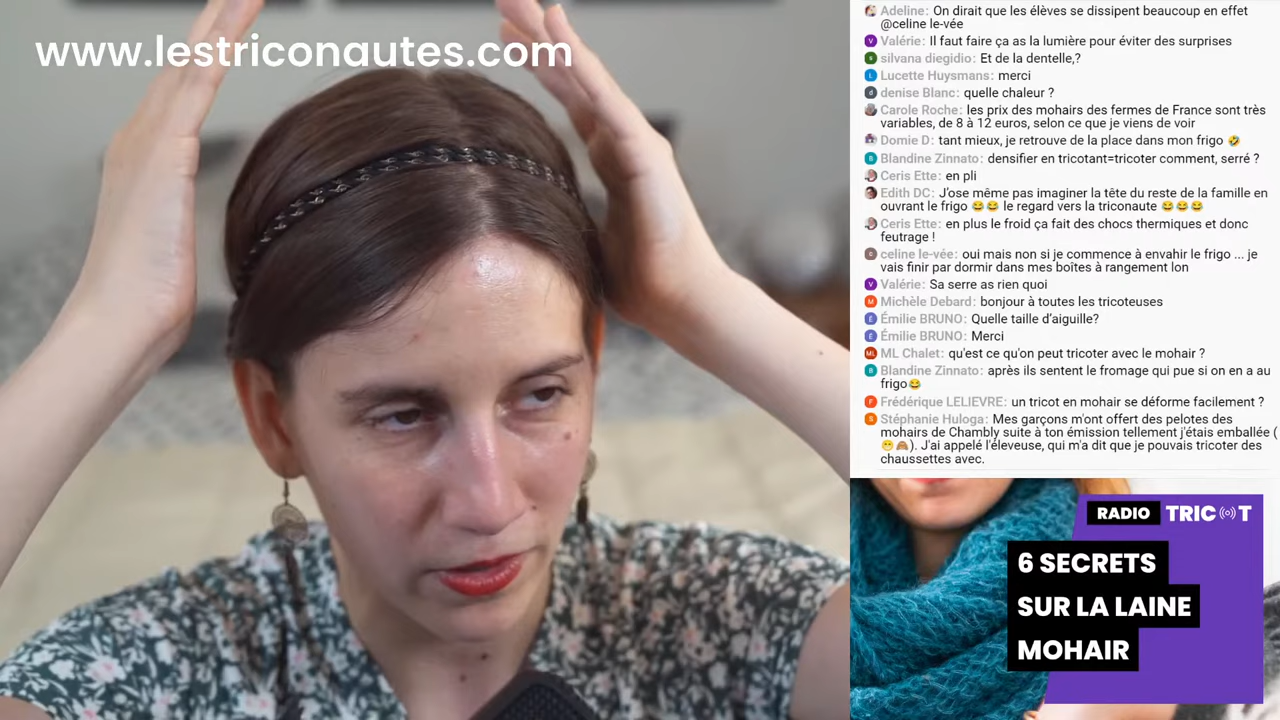 www.lestriconautes.com
Adeline: On dirait que les élèves se dissipent beaucoup en effet
@celine le-vée
V Valérie: Il faut faire ça as la lumière pour éviter des surprises
s silvana diegidio: Et de la dentelle,?
L Lucette Huysmans: merci
d denise Blanc: quelle chaleur ?
Carole Roche: les prix des mohairs des fermes de France sont très
variables, de 8 à 12 euros, selon ce que je viens de voir
Domie D: tant mieux, je retrouve de la place dans mon frigo 🤣
B Blandine Zinnato: densifier en tricotant=tricoter comment, serré ?
Ceris Ette: en pli
Edith DC: J'ose même pas imaginer la tête du reste de la famille en
ouvrant le frigo 😂😂 le regard vers la triconaute 😂😂😂
Ceris Ette: en plus le froid ça fait des chocs thermiques et donc
feutrage !
c celine le-vée: oui mais non si je commence à envahir le frigo ... je
vais finir par dormir dans mes boîtes à rangement lon
V Valérie: Sa serre as rien quoi
M Michèle Debard: bonjour à toutes les tricoteuses
É Émilie BRUNO: Quelle taille d'aiguille?
É Émilie BRUNO: Merci
ML ML Chalet: qu'est ce qu'on peut tricoter avec le mohair ?
B Blandine Zinnato: après ils sentent le fromage qui pue si on en a au
frigo😂
F Frédérique LELIEVRE: un tricot en mohair se déforme facilement ?
S Stéphanie Huloga: Mes garçons m'ont offert des pelotes des
mohairs de Chambly suite à ton émission tellement j'étais emballée (
😁🙈). J'ai appelé l'éleveuse, qui m'a dit que je pouvais tricoter des
chaussettes avec.
RADIO TRICOT
6 SECRETS
SUR LA LAINE
MOHAIR